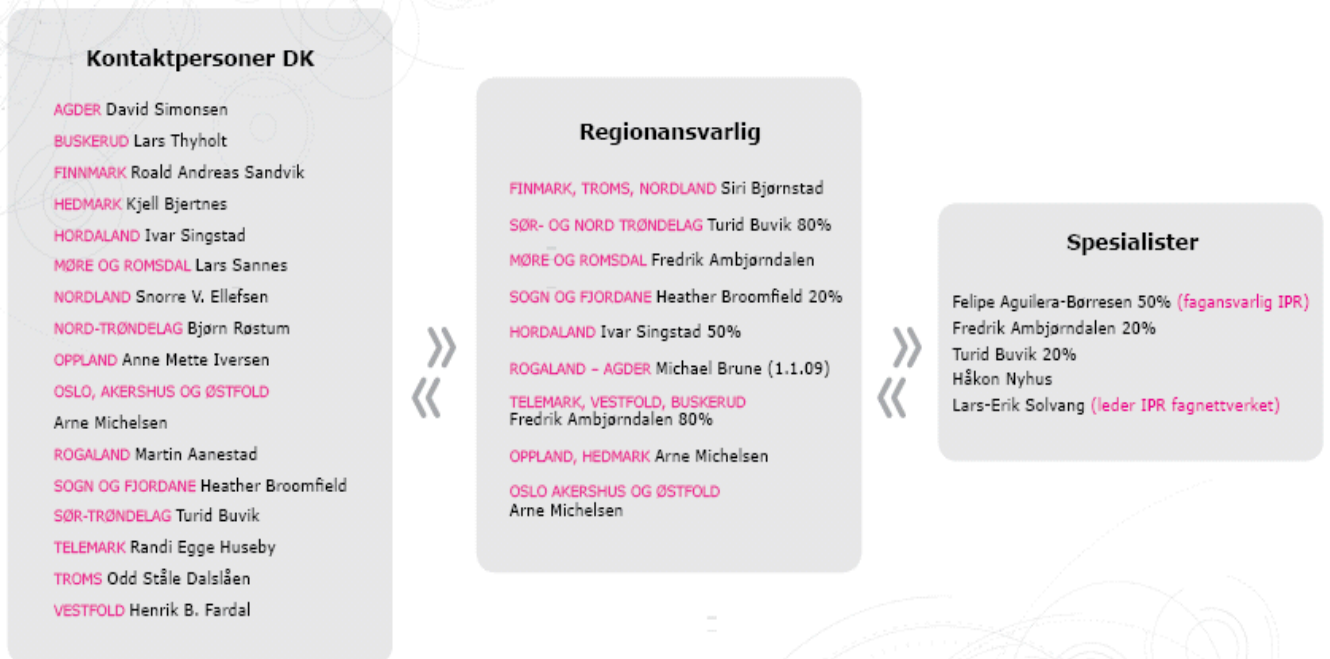 Kontaktpersoner DK
AGDER David Simonsen
BUSKERUD Lars Thyholt
FINNMARK Roald Andreas Sandvik
HEDMARK Kjell Bjertnes
HORDALAND Ivar Singstad
MØRE OG ROMSDAL Lars Sannes
NORDLAND Snorre V. Ellefsen
NORD-TRØNDELAG Bjørn Røstum
OPPLAND Anne Mette Iversen
OSLO, AKERSHUS OG ØSTFOLD
Arne Michelsen
ROGALAND Martin Aanestad
SOGN OG FJORDANE Heather Broomfield
SØR-TRØNDELAG Turid Buvik
TELEMARK Randi Egge Huseby
TROMS Odd Ståle Dalslåen
VESTFOLD Henrik B. Fardal
Regionansvarlig
FINMARK, TROMS, NORDLAND Siri Bjørnstad
SØR- OG NORD TRØNDELAG Turid Buvik 80%
MØRE OG ROMSDAL Fredrik Ambjørndalen
SOGN OG FJORDANE Heather Broomfield 20%
HORDALAND Ivar Singstad 50%
ROGALAND – AGDER Michael Brune (1.1.09)
TELEMARK, VESTFOLD, BUSKERUD
Fredrik Ambjørndalen 80%
OPPLAND, HEDMARK Arne Michelsen
OSLO AKERSHUS OG ØSTFOLD
Arne Michelsen
Spesialister
Felipe Aguilera-Børresen 50% (fagansvarlig IPR)
Fredrik Ambjørndalen 20%
Turid Buvik 20%
Håkon Nyhus
Lars-Erik Solvang (leder IPR fagnettverket)